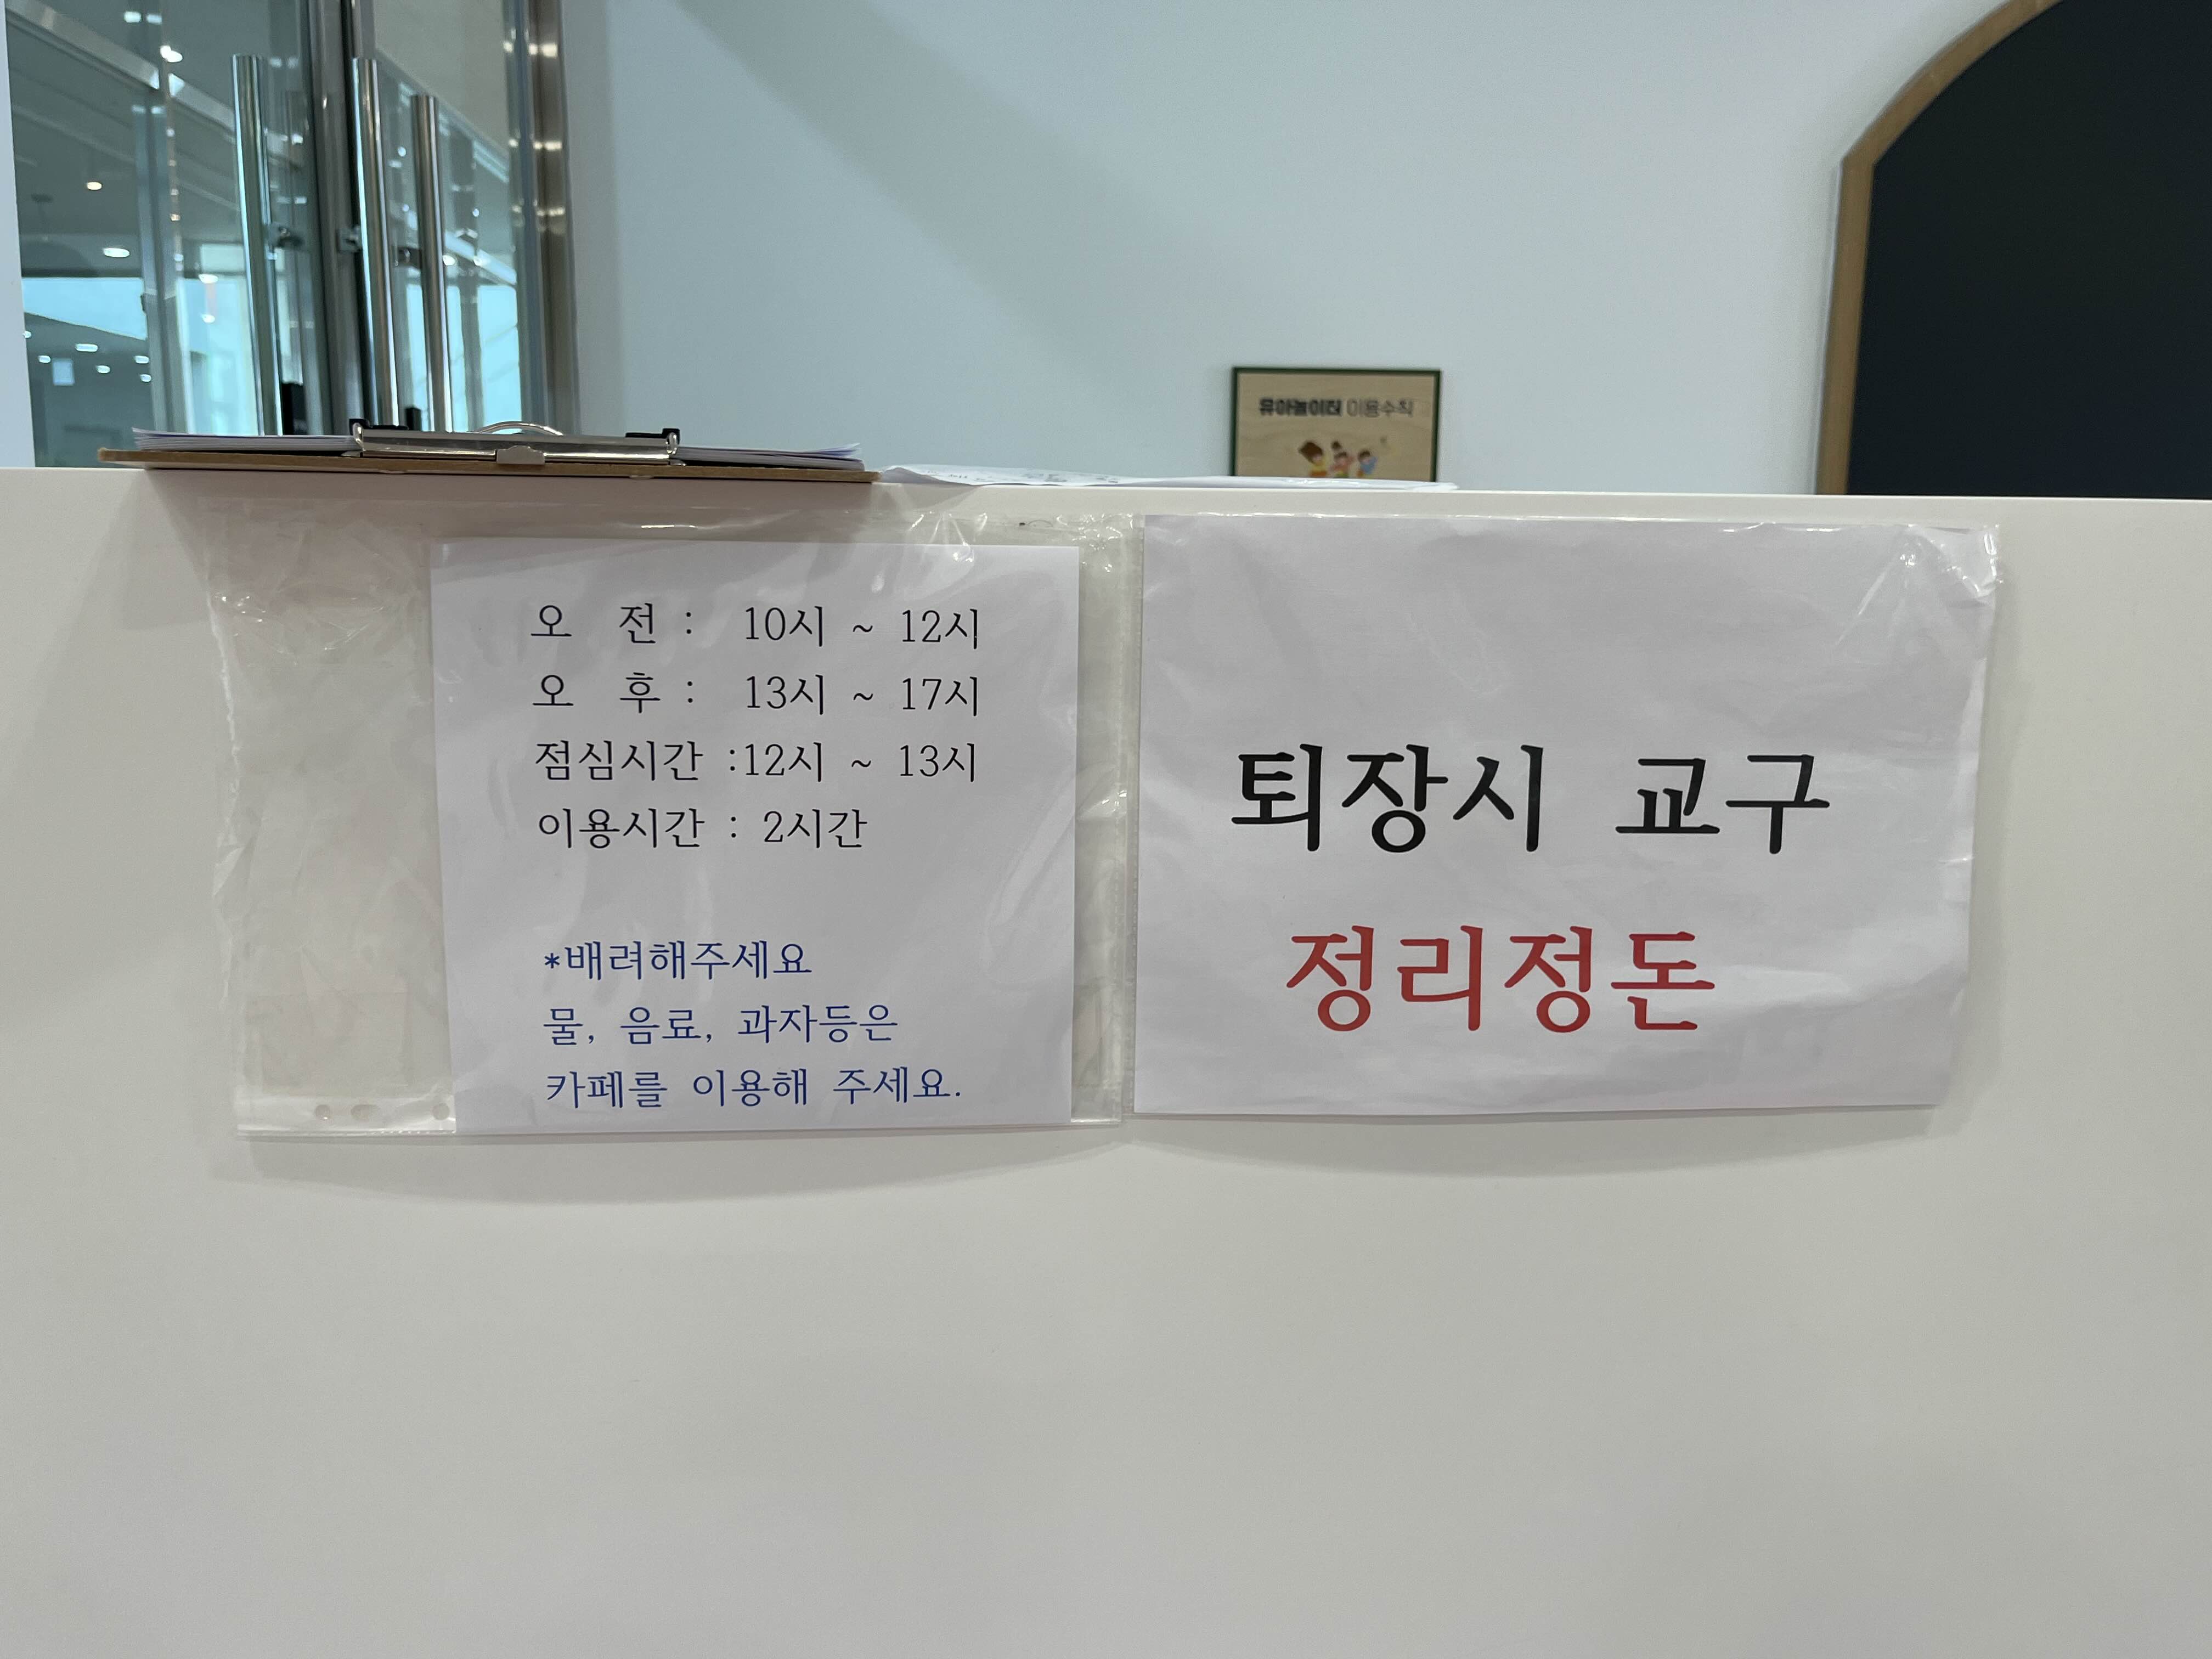 유아놀이터 이용수칙
오 전 : 10시 ~ 12시
오 후 : 13시 ~ 17시
점심시간 :12시 ~ 13시
이용시간 : 2시간
*배려해주세요
물, 음료, 과자등은
카페를 이용해 주세요.
퇴장시 교구
정리정돈